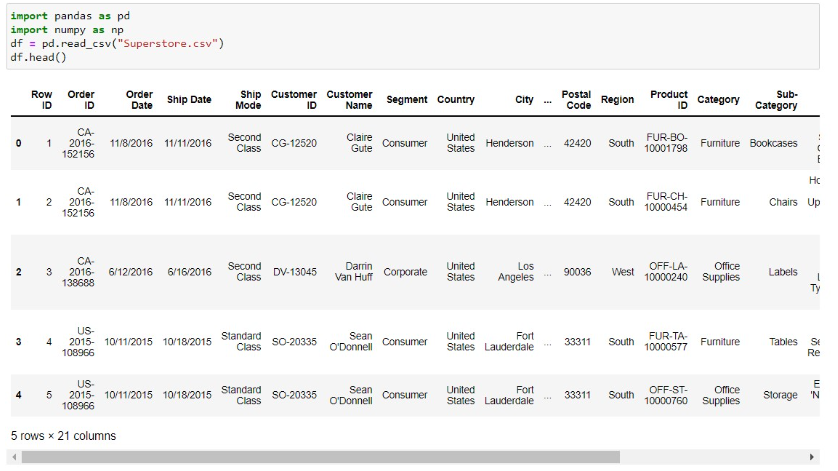 import pandas as pd
import numpy as np
df = pd.read_csv("Superstore.csv")
df.head()
Row ID Order ID Order Date Ship Date Ship Mode Customer ID Customer Name Segment Country City ... Postal Code Region Product ID Category Sub-Category
0 1 CA-2016-152156 11/8/2016 11/11/2016 Second Class CG-12520 Claire Gute Consumer United States Henderson ... 42420 South FUR-BO-10001798 Furniture Bookcases
1 2 CA-2016-152156 11/8/2016 11/11/2016 Second Class CG-12520 Claire Gute Consumer United States Henderson ... 42420 South FUR-CH-10000454 Furniture Chairs
2 3 CA-2016-138688 6/12/2016 6/16/2016 Second Class DV-13045 Darrin Van Huff Corporate United States Los Angeles ... 90036 West OFF-LA-10000240 Office Supplies Labels
3 4 US-2015-108966 10/11/2015 10/18/2015 Standard Class SO-20335 Sean O'Donnell Consumer United States Fort Lauderdale ... 33311 South FUR-TA-10000577 Furniture Tables
4 5 US-2015-108966 10/11/2015 10/18/2015 Standard Class SO-20335 Sean O'Donnell Consumer United States Fort Lauderdale ... 33311 South OFF-ST-10000760 Office Supplies Storage
5 rows × 21 columns